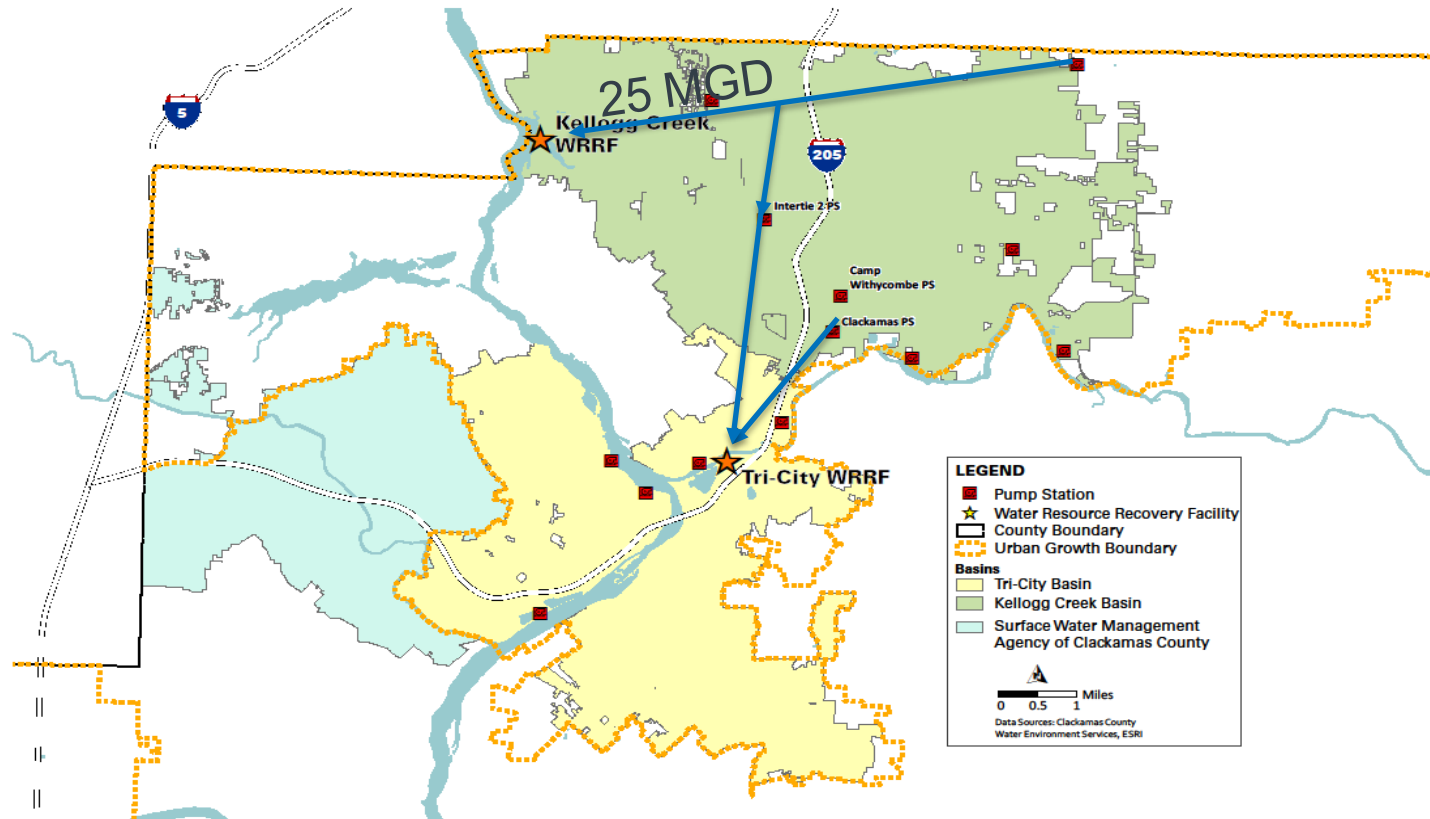 25 MGD
5
Kellogg Creek
WRRF
205
Intertie 2 PS
Camp
Withycombe PS
Clackamas PS
Tri-City WRRF
LEGEND
Pump Station
Water Resource Recovery Facility
County Boundary
Urban Growth Boundary
Basins
Tri-City Basin
Kellogg Creek Basin
Surface Water Management
Agency of Clackamas County
Miles
0 0.5 1
Data Sources: Clackamas County
Water Environment Services, ESRI